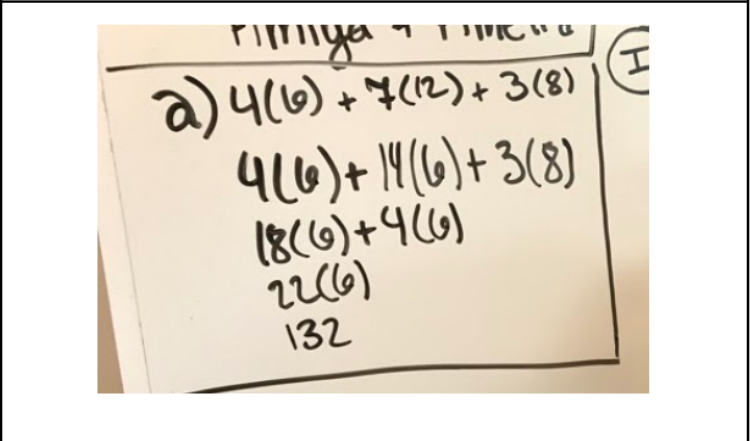 a) 4(6) + 7(12) + 3(8)
I
4(6) + 14(6) + 3(8)
18(6) + 4(6)
22(6)
132